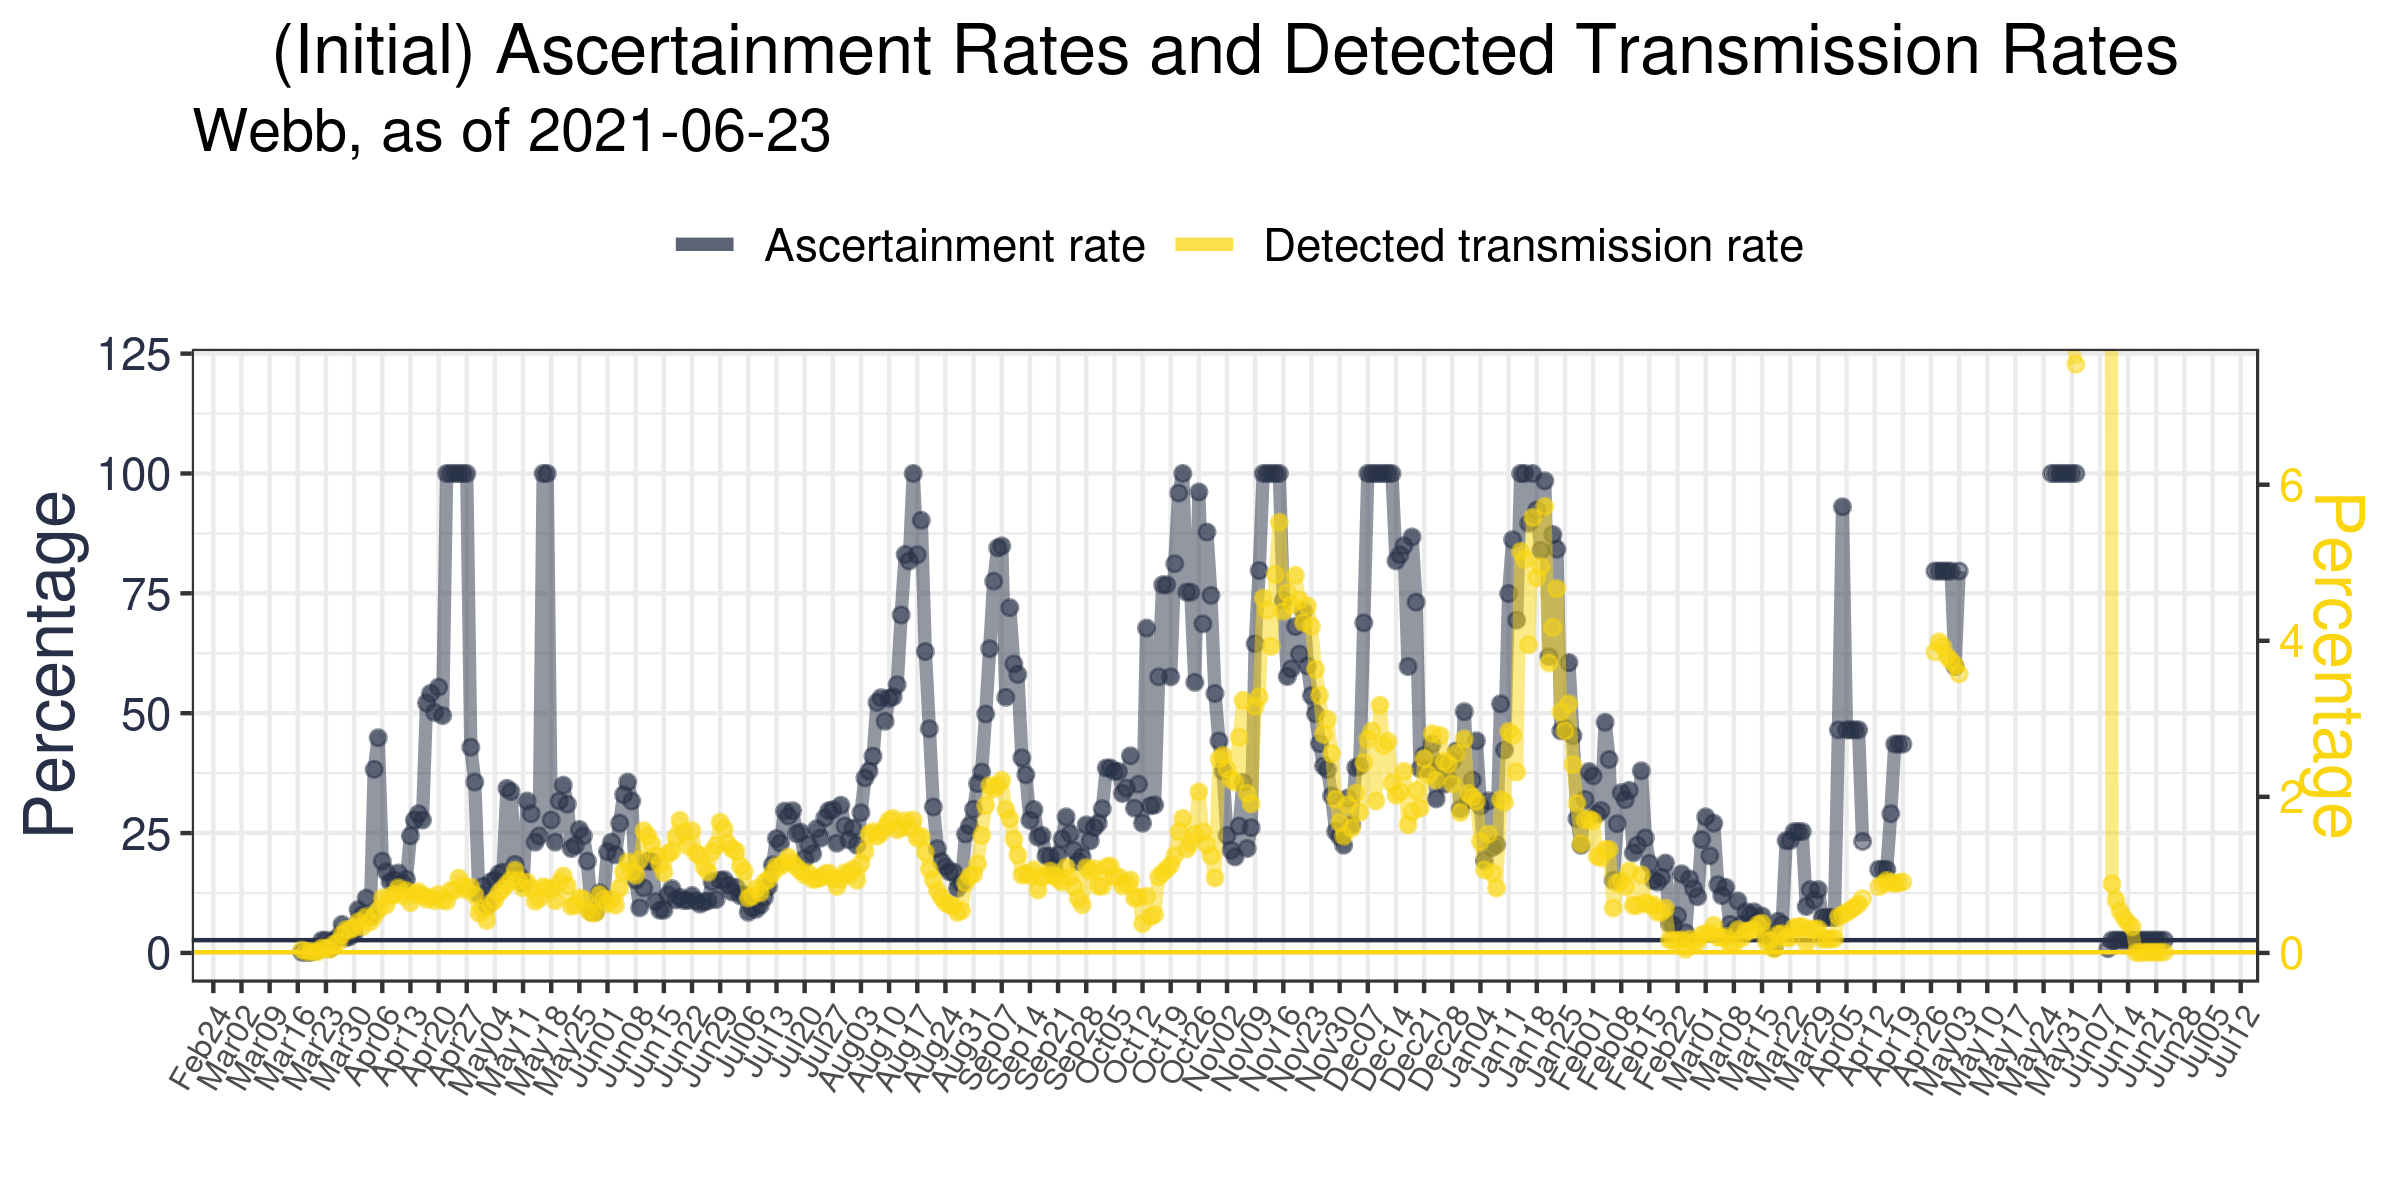 (Initial) Ascertainment Rates and Detected Transmission Rates
Webb, as of 2021-06-23
Ascertainment rate Detected transmission rate
Percentage
125
100
75
50
25
0
6
4
2
0
Percentage
Feb24 Mar02 Mar09 Mar16 Mar23 Mar30 Apr06 Apr13 Apr20 Apr27 May04 May11 May18 May25 Jun01 Jun08 Jun15 Jun22 Jun29 Jul06 Jul13 Jul20 Jul27 Aug03 Aug10 Aug17 Aug24 Aug31 Sep07 Sep14 Sep21 Sep28 Oct05 Oct12 Oct19 Oct26 Nov02 Nov09 Nov16 Nov23 Nov30 Dec07 Dec14 Dec21 Dec28 Jan04 Jan11 Jan18 Jan25 Feb01 Feb08 Feb15 Feb22 Mar01 Mar08 Mar15 Mar22 Mar29 Apr05 Apr12 Apr19 Apr26 May03 May10 May17 May24 May31 Jun07 Jun14 Jun21 Jun28 Jul05 Jul12